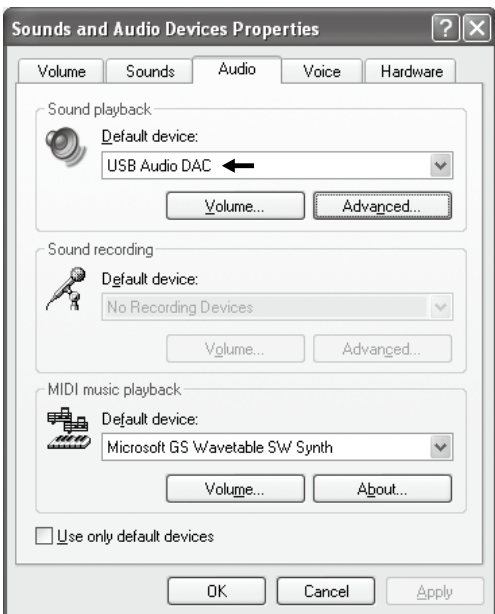 Sounds and Audio Devices Properties
Volume Sounds Audio Voice Hardware
Sound playback
Default device:
USB Audio DAC
Volume... Advanced...
Sound recording
Default device:
No Recording Devices
Volume... Advanced...
MIDI music playback
Default device:
Microsoft GS Wavetable SW Synth
Volume... About...
Use only default devices
OK Cancel Apply